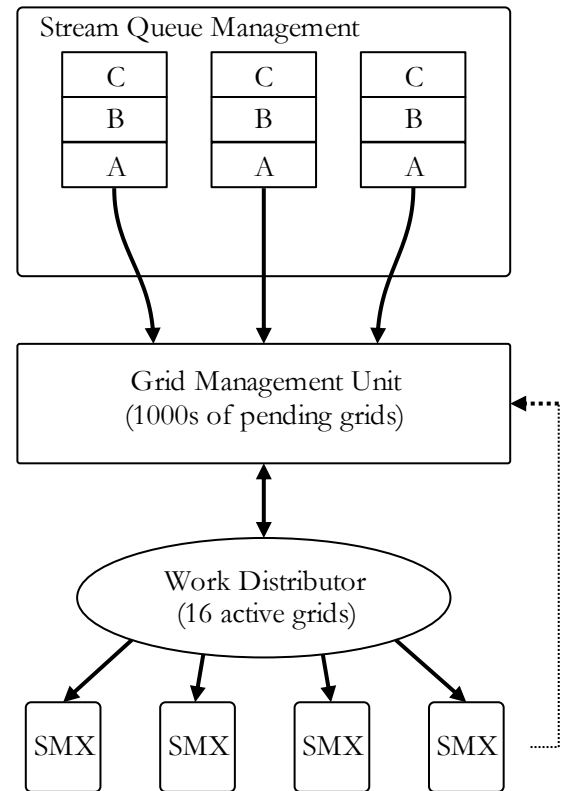 Stream Queue Management
C C C
B B B
A A A
Grid Management Unit
(1000s of pending grids)
Work Distributor
(16 active grids)
SMX SMX SMX SMX